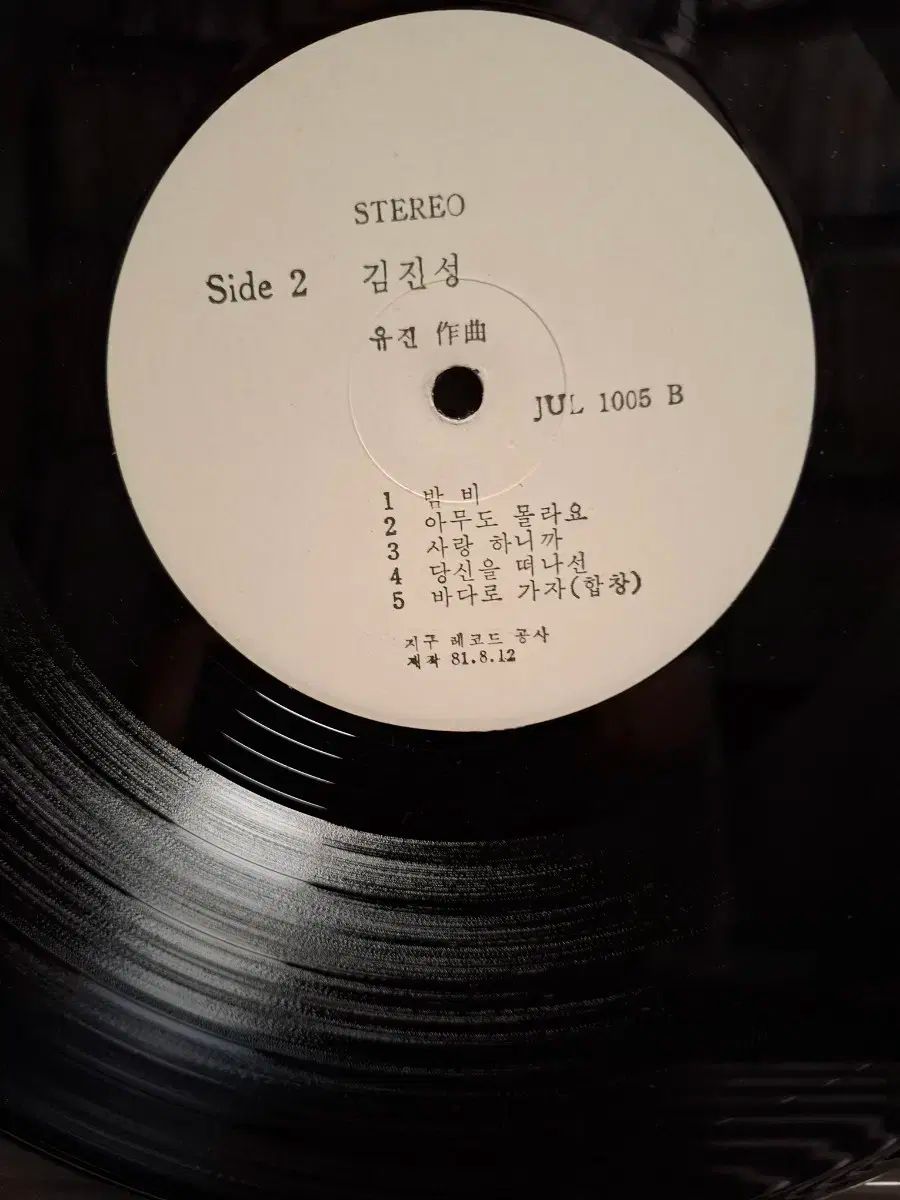 STEREO
Side 2 김진성
유진 作曲
JUL 1005 B
1 밤 비
2 아무도 몰라요
3 사랑 하니까
4 당신을 떠나선
5 바다로 가자(합창)
지구 레코드 공사
제작 81.8.12